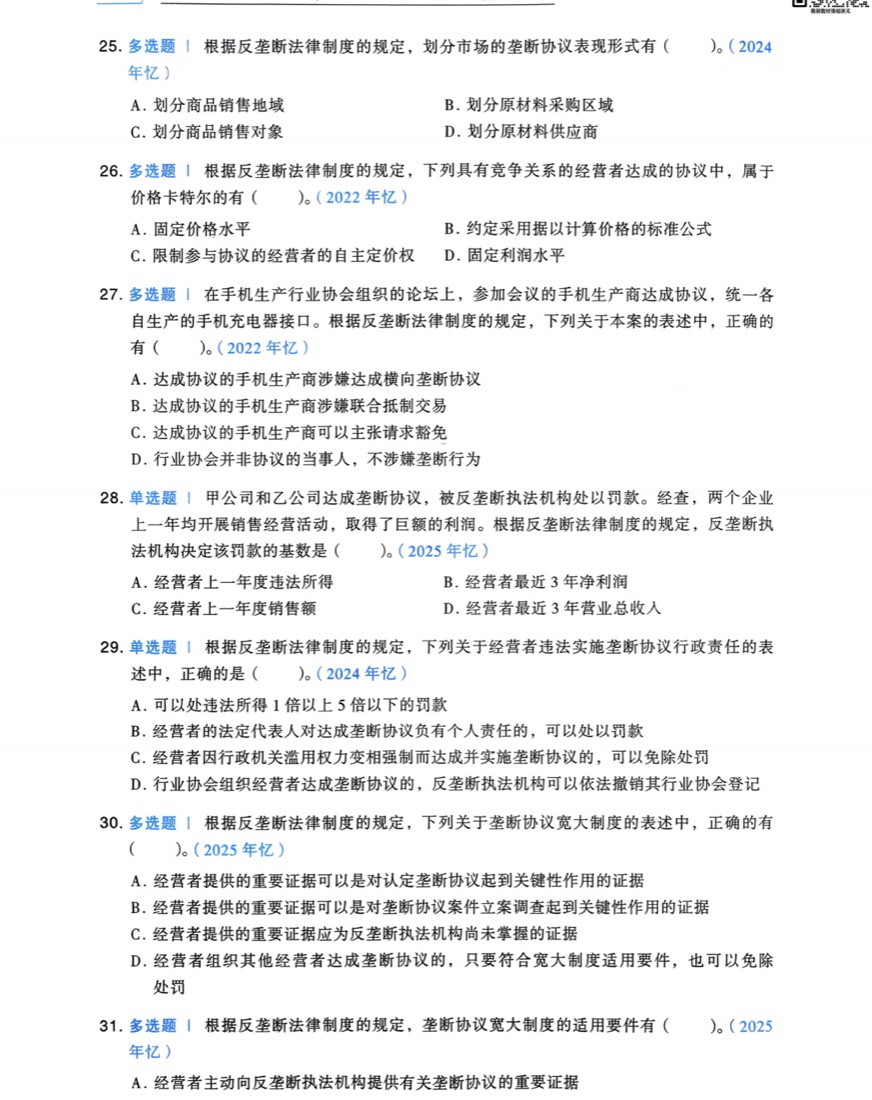 25. 多选题 | 根据反垄断法律制度的规定，划分市场的垄断协议表现形式有（　　）。（2024
年忆）
A. 划分商品销售地域　B. 划分原材料采购区域
C. 划分商品销售对象　D. 划分原材料供应商
26. 多选题 | 根据反垄断法律制度的规定，下列具有竞争关系的经营者达成的协议中，属于
价格卡特尔的有（　　）。（2022 年忆）
A. 固定价格水平　B. 约定采用据以计算价格的标准公式
C. 限制参与协议的经营者的自主定价权　D. 固定利润水平
27. 多选题 | 在手机生产行业协会组织的论坛上，参加会议的手机生产商达成协议，统一各
自生产的手机充电器接口。根据反垄断法律制度的规定，下列关于本案的表述中，正确的
有（　　）。（2022 年忆）
A. 达成协议的手机生产商涉嫌达成横向垄断协议
B. 达成协议的手机生产商涉嫌联合抵制交易
C. 达成协议的手机生产商可以主张请求豁免
D. 行业协会并非协议的当事人，不涉嫌垄断行为
28. 单选题 | 甲公司和乙公司达成垄断协议，被反垄断执法机构处以罚款。经查，两个企业
上一年均开展销售经营活动，取得了巨额的利润。根据反垄断法律制度的规定，反垄断执
法机构决定该罚款的基数是（　　）。（2025 年忆）
A. 经营者上一年度违法所得　B. 经营者最近 3 年净利润
C. 经营者上一年度销售额　D. 经营者最近 3 年营业总收入
29. 单选题 | 根据反垄断法律制度的规定，下列关于经营者违法实施垄断协议行政责任的表
述中，正确的是（　　）。（2024 年忆）
A. 可以处违法所得 1 倍以上 5 倍以下的罚款
B. 经营者的法定代表人对达成垄断协议负有个人责任的，可以处以罚款
C. 经营者因行政机关滥用权力变相强制而达成并实施垄断协议的，可以免除处罚
D. 行业协会组织经营者达成垄断协议的，反垄断执法机构可以依法撤销其行业协会登记
30. 多选题 | 根据反垄断法律制度的规定，下列关于垄断协议宽大制度的表述中，正确的有
（　　）。（2025 年忆）
A. 经营者提供的重要证据可以是对认定垄断协议起到关键性作用的证据
B. 经营者提供的重要证据可以是对垄断协议案件立案调查起到关键性作用的证据
C. 经营者提供的重要证据应为反垄断执法机构尚未掌握的证据
D. 经营者组织其他经营者达成垄断协议的，只要符合宽大制度适用要件，也可以免除
处罚
31. 多选题 | 根据反垄断法律制度的规定，垄断协议宽大制度的适用要件有（　　）。（2025
年忆）
A. 经营者主动向反垄断执法机构提供有关垄断协议的重要证据